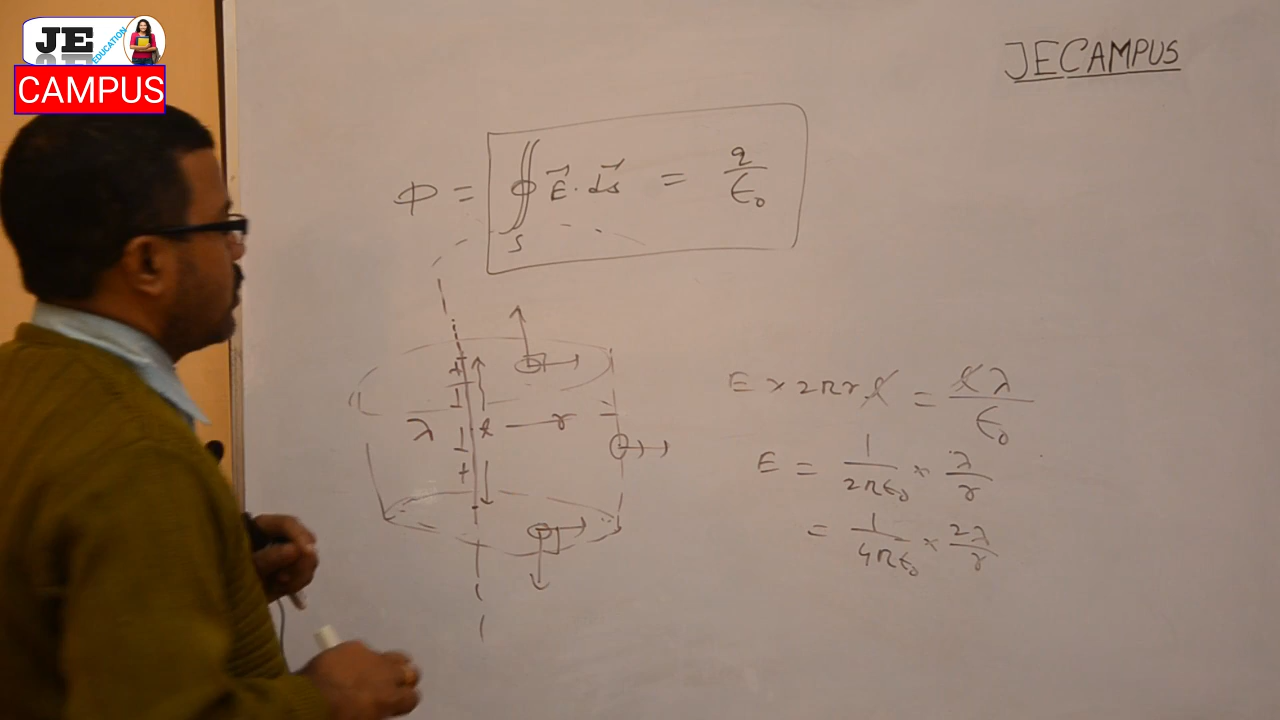 JE
EDUCATION
CAMPUS
JECAMPUS
Φ = ∯ E⃗ · ds⃗ = q/ε₀
S
λ
l
r
E × 2πrl = lλ/ε₀
E = 1/2πε₀ × λ/r
= 1/4πε₀ × 2λ/r